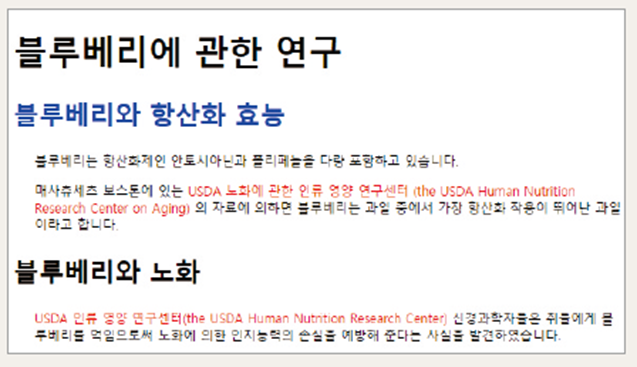 블루베리에 관한 연구
블루베리와 항산화 효능
블루베리는 항산화제인 안토시아닌과 폴리페놀을 다량 포함하고 있습니다.
매사츄세츠 보스톤에 있는 USDA 노화에 관한 인류 영양 연구센터 (the USDA Human Nutrition
Research Center on Aging) 의 자료에 의하면 블루베리는 과일 중에서 가장 항산화 작용이 뛰어난 과일
이라고 합니다.
블루베리와 노화
USDA 인류 영양 연구센터(the USDA Human Nutrition Research Center) 신경과학자들은 쥐들에게 블
루베리를 먹임으로써 노화에 의한 인지능력의 손실을 예방해 준다는 사실을 발견하였습니다.